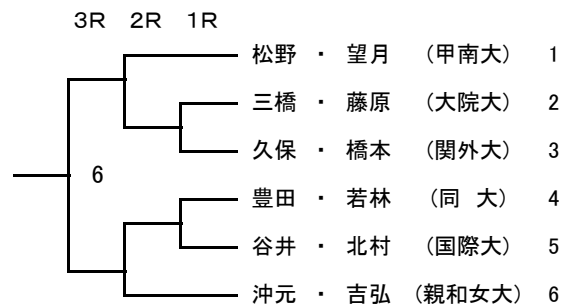 3R 2R 1R
松野 ・ 望月 (甲南大) 1
三橋 ・ 藤原 (大院大) 2
久保 ・ 橋本 (関外大) 3
6
豊田 ・ 若林 (同 大) 4
谷井 ・ 北村 (国際大) 5
沖元 ・ 吉弘 (親和女大) 6